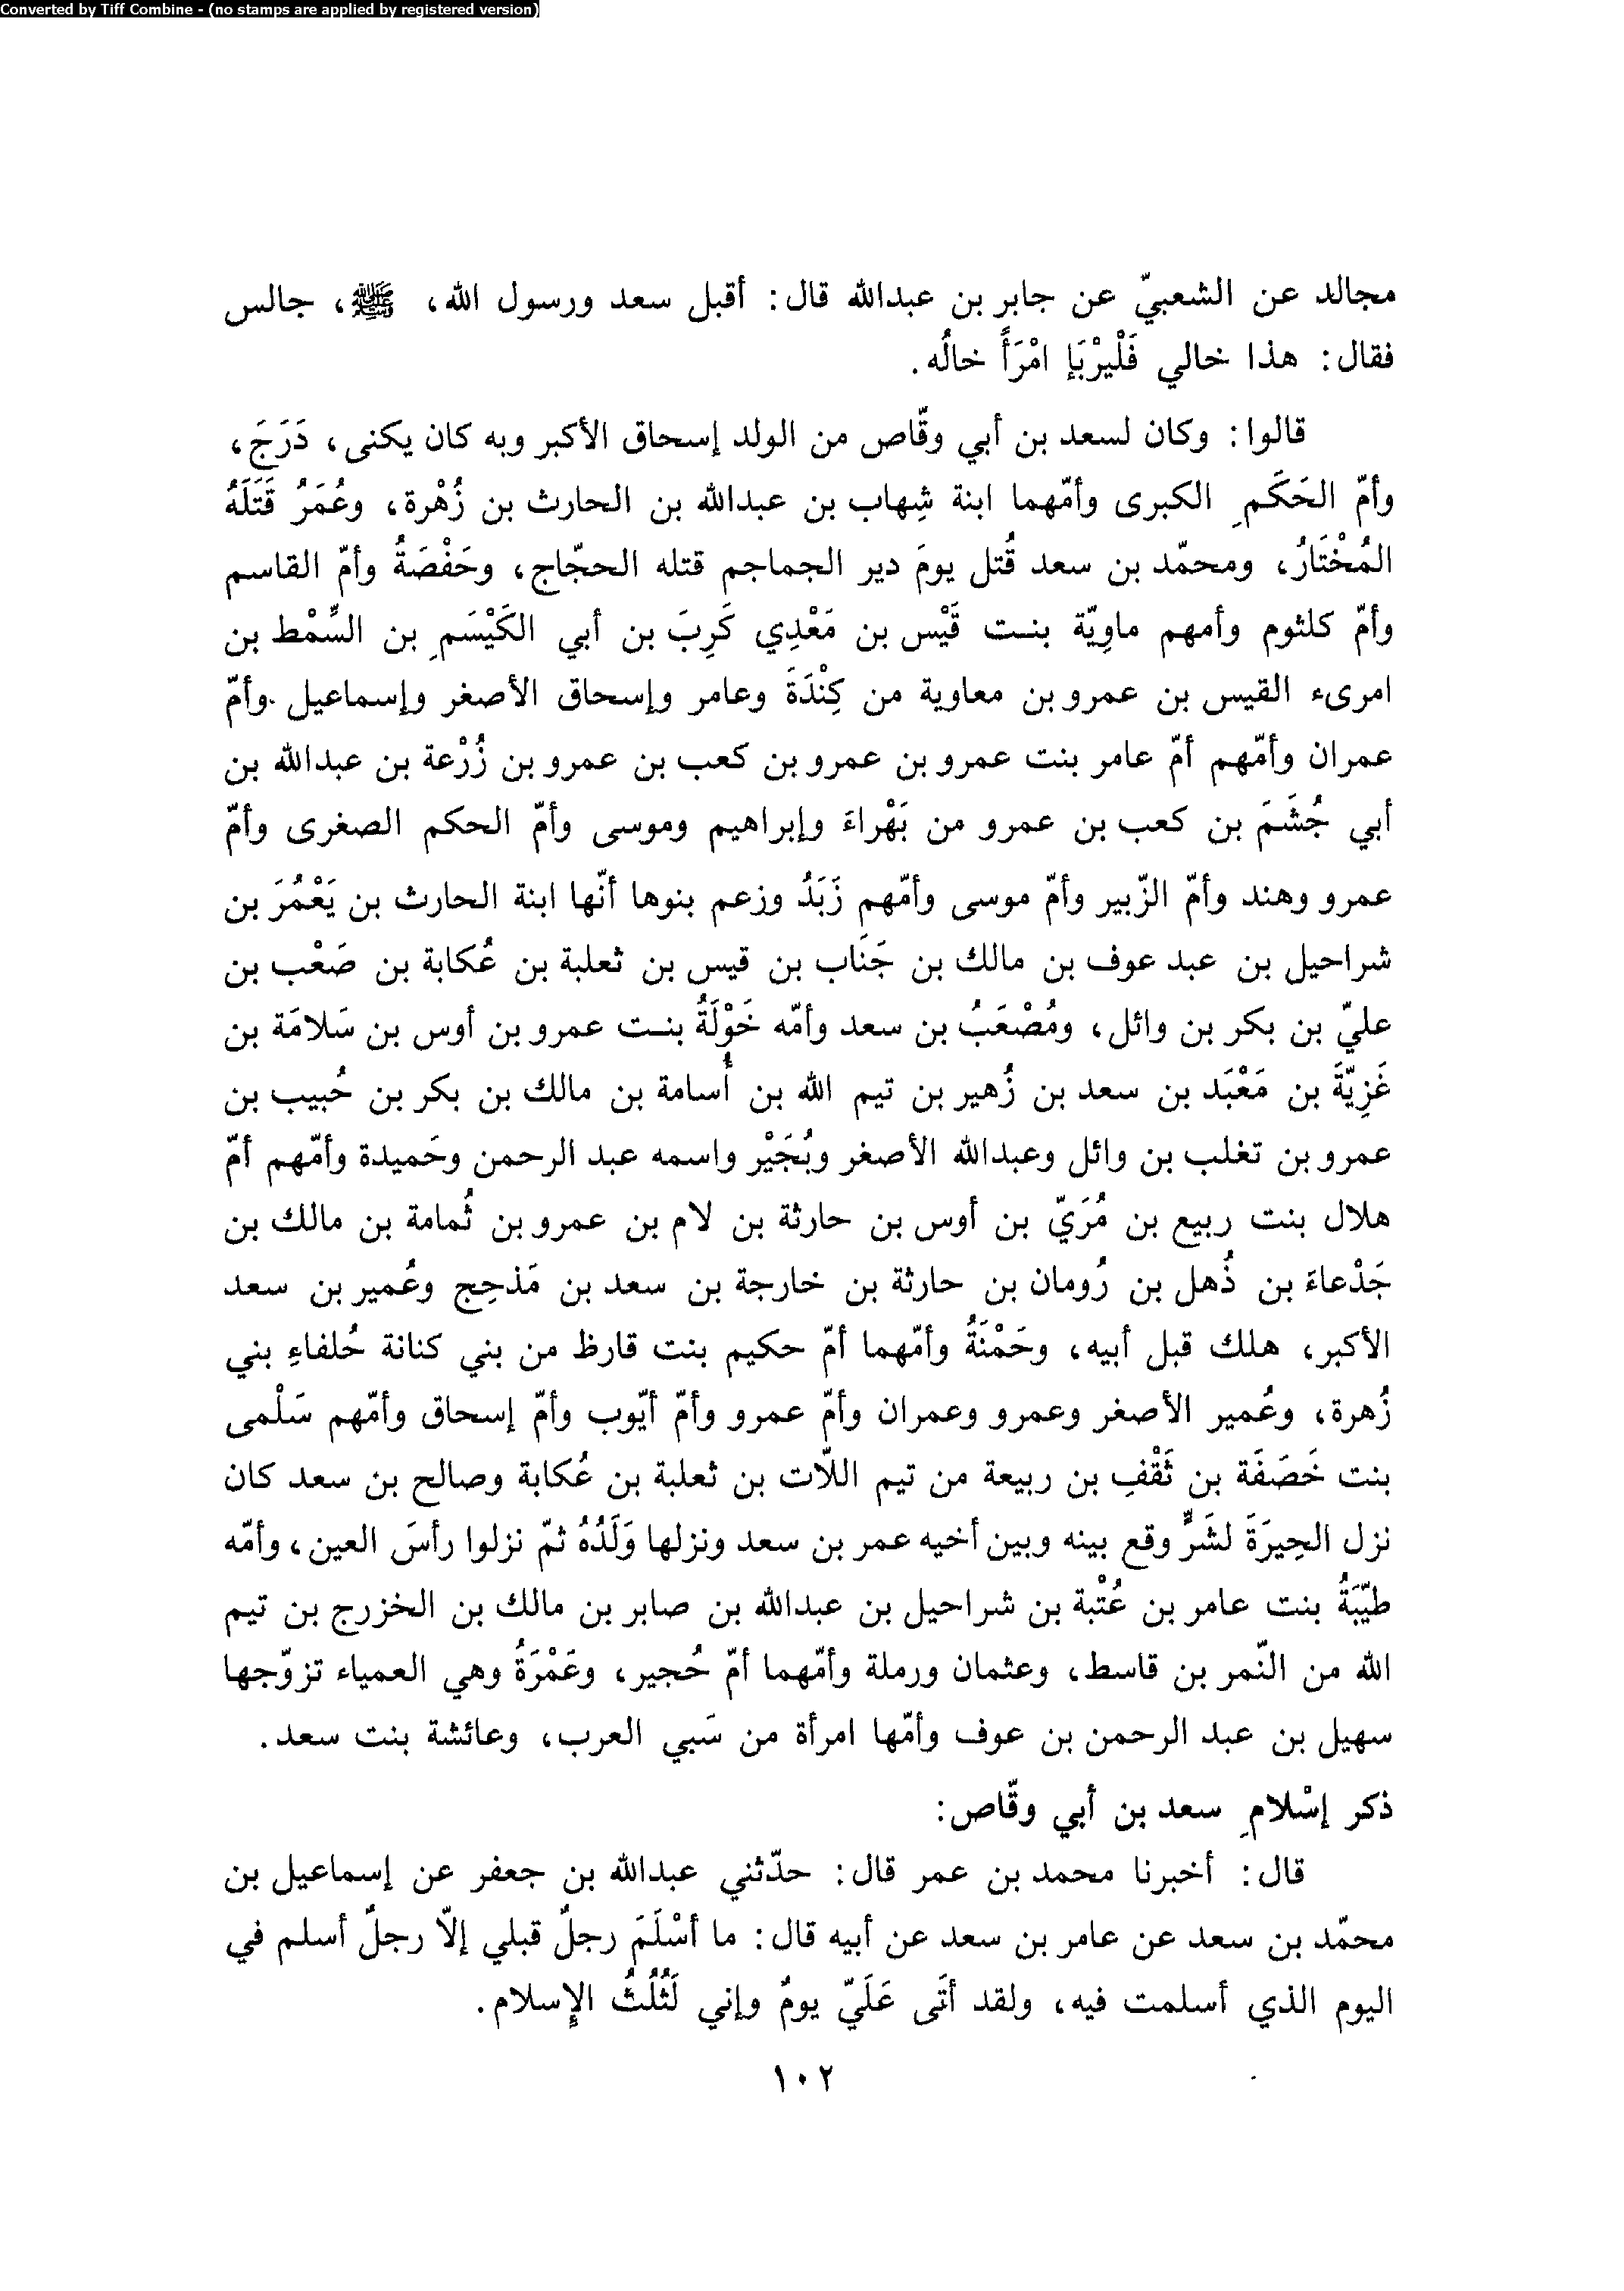 Converted by Tiff Combine - (no stamps are applied by registered version)
مجالد عن الشعبيّ عن جابر بن عبدالله قال: أقبل سعد ورسول الله، ﷺ، جالس
فقال: هذا خالي فَلْيرْبَإ امْرَأً خالُه.
قالوا: وكان لسعد بن أبي وقّاص من الولد إسحاق الأكبر وبه كان يكنى، دَرَجَ،
وأمّ الحَكَمِ الكبرى وأمّهما ابنة شِهاب بن عبدالله بن الحارث بن زُهْرة، وعُمَرُ قَتَلَهُ
المُخْتَارُ، ومحمّد بن سعد قُتل يومَ دير الجماجم قتله الحجّاج، وحَفْصَةُ وأمّ القاسم
وأمّ كلثوم وأمهم ماوِيّة بنت قَيْس بن مَعْدِي كَرِبَ بن أبي الكَيْسَمِ بن السِّمْط بن
امرىء القيس بن عمرو بن معاوية من كِنْدَةَ وعامر وإسحاق الأصغر وإسماعيل وأمّ
عمران وأمّهم أمّ عامر بنت عمرو بن عمرو بن كعب بن عمرو بن زُرْعة بن عبدالله بن
أبي جُشَمَ بن كعب بن عمرو من بَهْراءَ وإبراهيم وموسى وأمّ الحكم الصغرى وأمّ
عمرو وهند وأمّ الزّبير وأمّ موسى وأمّهم زَبَدُ وزعم بنوها أنّها ابنة الحارث بن يَعْمُرَ بن
شراحيل بن عبد عوف بن مالك بن جَنَاب بن قيس بن ثعلبة بن عُكابة بن صَعْب بن
عليّ بن بكر بن وائل، ومُصْعَبُ بن سعد وأمّه خَوْلَةُ بنت عمرو بن أوس بن سَلامَة بن
غَزِيّةَ بن مَعْبَد بن سعد بن زُهير بن تيم الله بن أُسامة بن مالك بن بكر بن حُبيب بن
عمرو بن تغلب بن وائل وعبدالله الأصغر وبُجَيْر واسمه عبد الرحمن وحَميدة وأمّهم أمّ
هلال بنت ربيع بن مُرَيّ بن أوس بن حارثة بن لام بن عمرو بن ثُمامة بن مالك بن
جَدْعاءَ بن ذُهل بن رُومان بن حارثة بن خارجة بن سعد بن مَذحِج وعُمير بن سعد
الأكبر، هلك قبل أبيه، وحَمْنَةُ وأمّهما أمّ حكيم بنت قارظ من بني كنانة حُلفاءِ بني
زُهرة، وعُمير الأصغر وعمرو وعمران وأمّ عمرو وأمّ أيّوب وأمّ إسحاق وأمّهم سَلْمى
بنت خَصَفَة بن ثَقْفِ بن ربيعة من تيم اللّات بن ثعلبة بن عُكابة وصالح بن سعد كان
نزل الحِيرَةَ لشَرٍّ وقع بينه وبين أخيه عمر بن سعد ونزلها وَلَدُهُ ثمّ نزلوا رأسَ العين، وأمّه
طَيّبَةُ بنت عامر بن عُتْبة بن شراحيل بن عبدالله بن صابر بن مالك بن الخزرج بن تيم
الله من النّمر بن قاسط، وعثمان ورملة وأمّهما أمّ حُجير، وعَمْرَةُ وهي العمياء تزوّجها
سهيل بن عبد الرحمن بن عوف وأمّها امرأة من سَبي العرب، وعائشة بنت سعد.
ذكر إسْلامِ سعد بن أبي وقّاص:
قال: أخبرنا محمد بن عمر قال: حدّثني عبدالله بن جعفر عن إسماعيل بن
محمّد بن سعد عن عامر بن سعد عن أبيه قال: ما أسْلَمَ رجلٌ قبلي إلّا رجلٌ أسلم في
اليوم الذي أسلمت فيه، ولقد أتَى عَلَيّ يومٌ وإني لَثُلُثُ الإسلام.
١٠٢